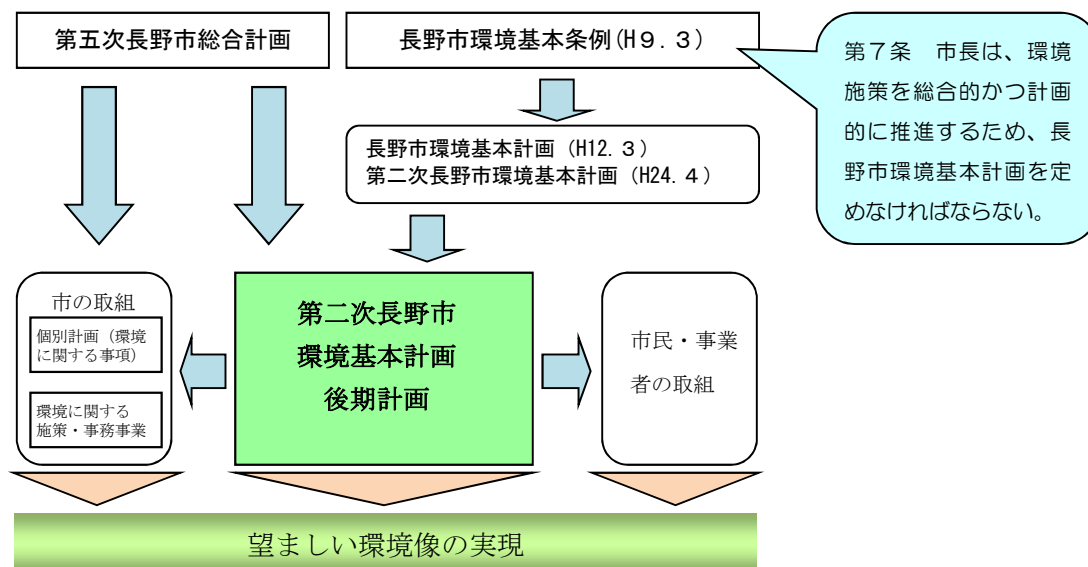 第五次長野市総合計画
長野市環境基本条例(H9.3)
第7条　市長は、環境
施策を総合的かつ計画
的に推進するため、長
野市環境基本計画を定
めなければならない。
長野市環境基本計画（H12.3）
第二次長野市環境基本計画（H24.4）
市の取組
個別計画（環境
に関する事項）
環境に関する
施策・事務事業
第二次長野市
環境基本計画
後期計画
市民・事業
者の取組
望ましい環境像の実現